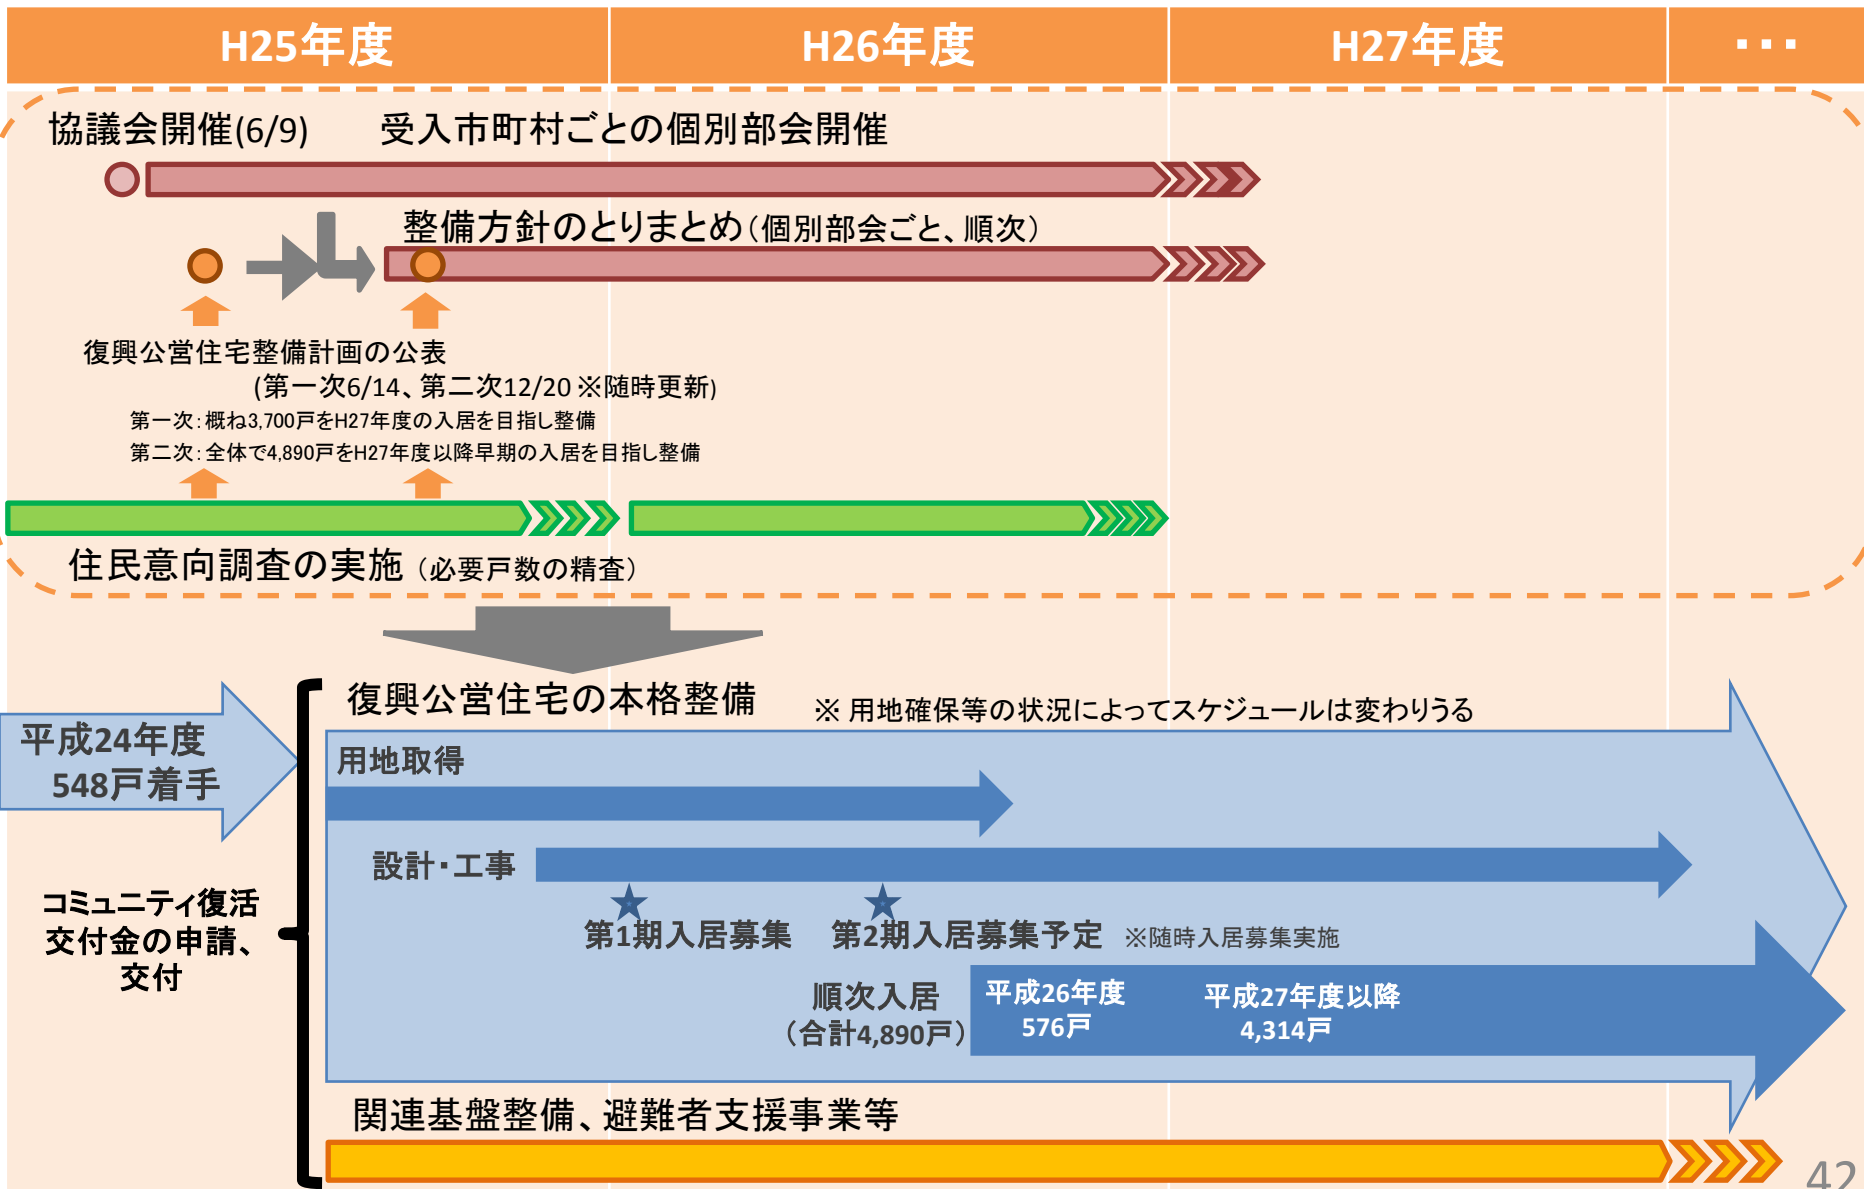 H25年度
H26年度
H27年度
・・・
協議会開催(6/9)
受入市町村ごとの個別部会開催
整備方針のとりまとめ（個別部会ごと、順次）
復興公営住宅整備計画の公表
(第一次6/14、第二次12/20 ※随時更新)
第一次：概ね3,700戸をH27年度の入居を目指し整備
第二次：全体で4,890戸をH27年度以降早期の入居を目指し整備
住民意向調査の実施（必要戸数の精査）
復興公営住宅の本格整備
※ 用地確保等の状況によってスケジュールは変わりうる
平成24年度
548戸着手
用地取得
設計・工事
コミュニティ復活
交付金の申請、
交付
第1期入居募集
第2期入居募集予定
※随時入居募集実施
順次入居
（合計4,890戸）
平成26年度
576戸
平成27年度以降
4,314戸
関連基盤整備、避難者支援事業等
42